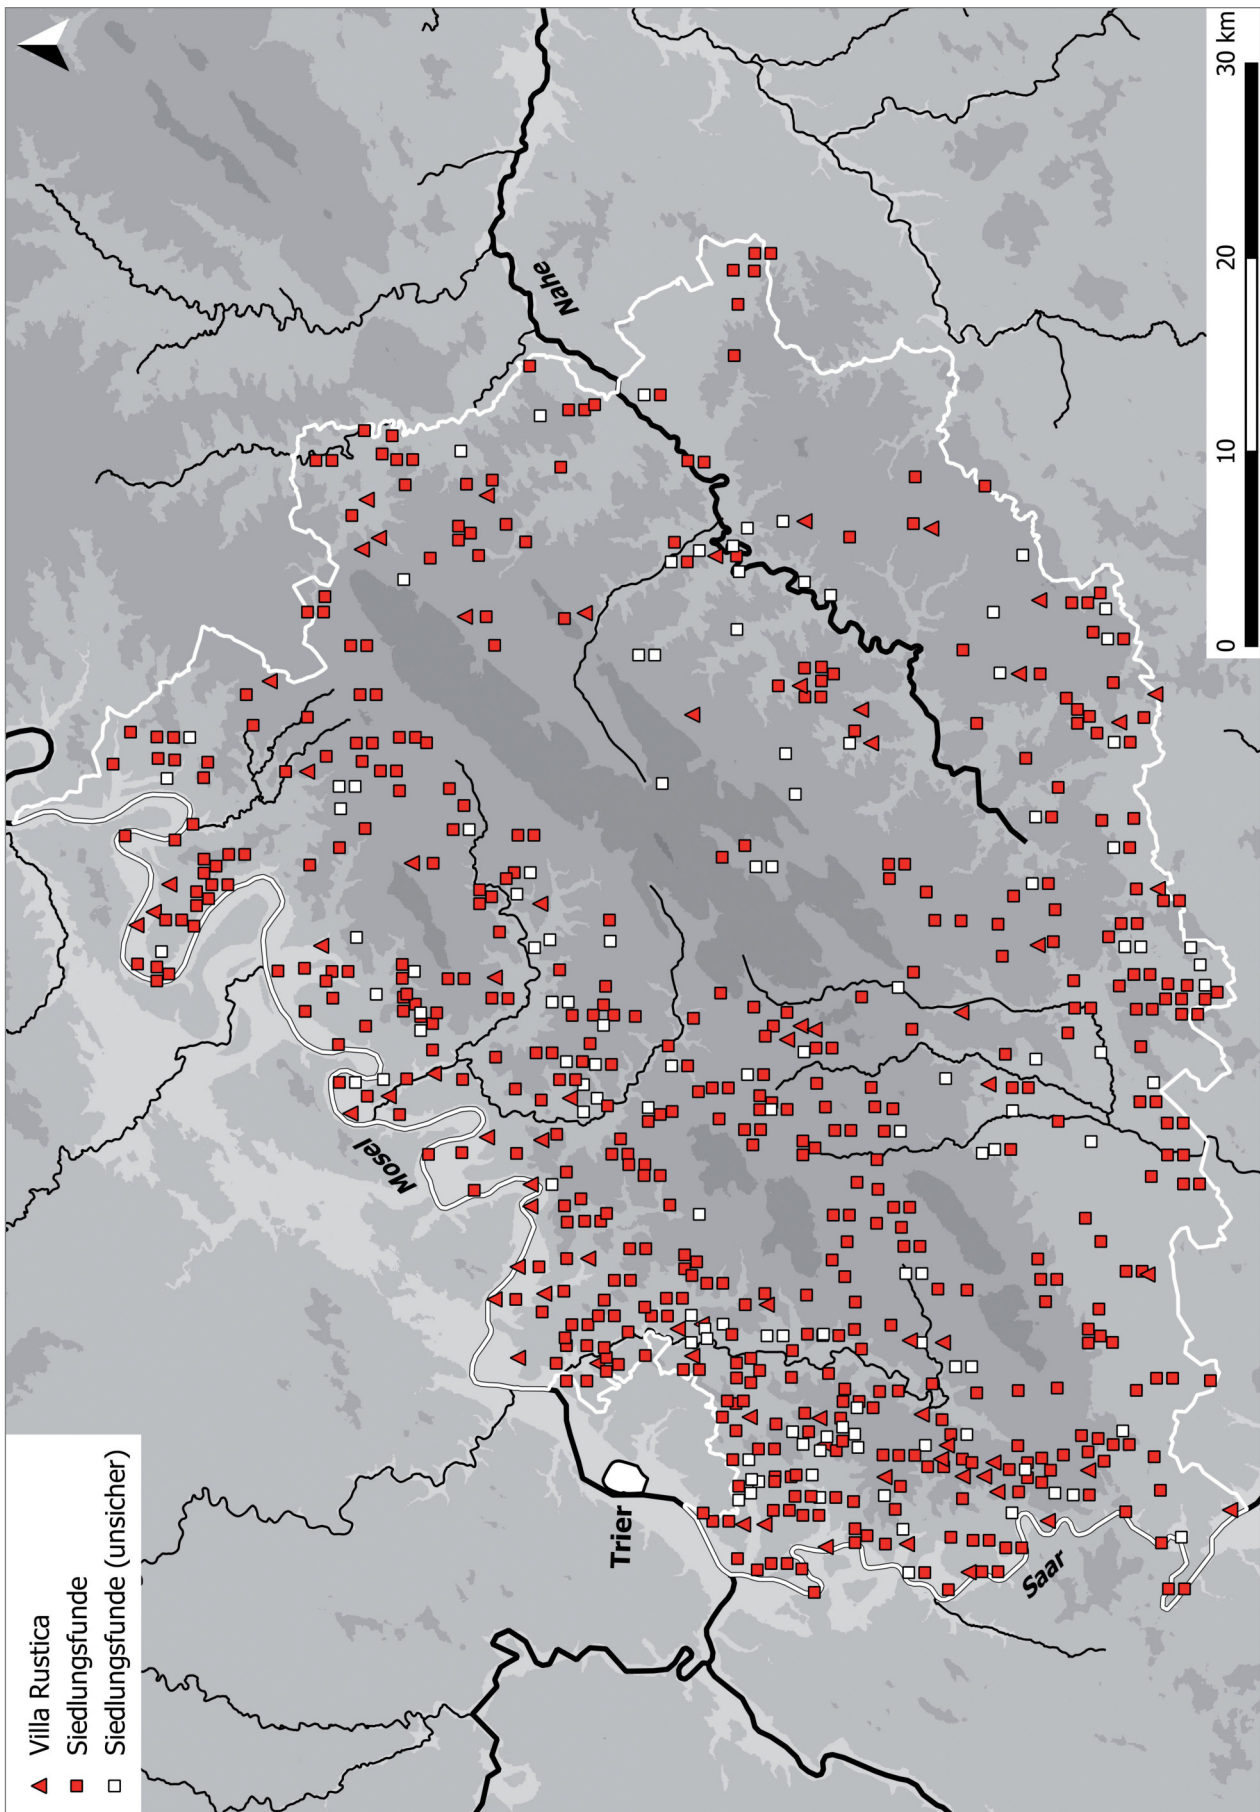 Villa Rustica
Siedlungsfunde
Siedlungsfunde (unsicher)
Trier
Mosel
Saar
Nahe
0 10 20 30 km